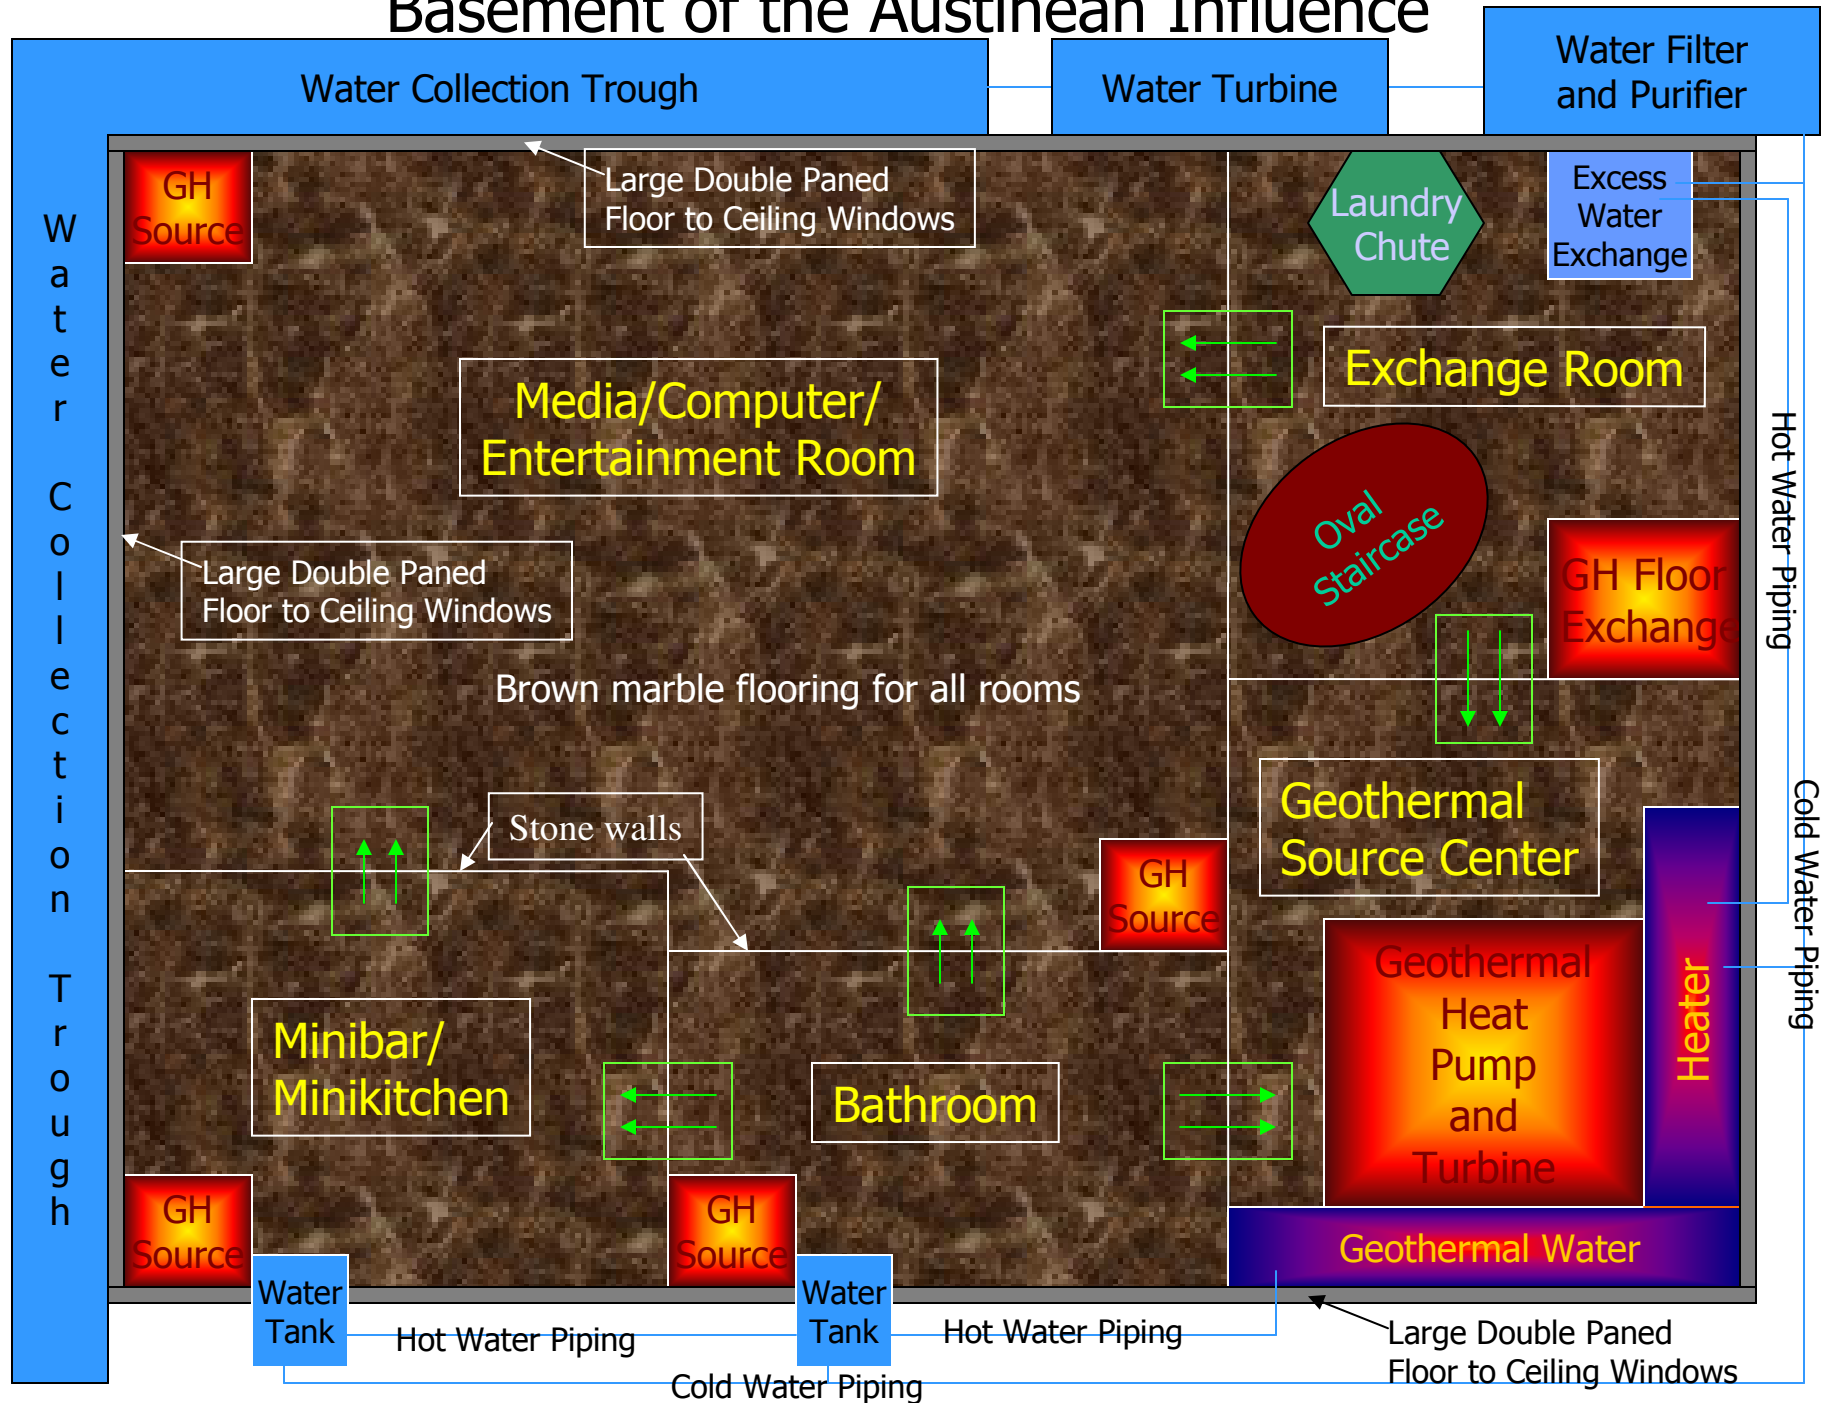 Basement of the Austinean Influence
Water Collection Trough
Water Turbine
Water Filter
and Purifier
Water Collection Trough
GH
Source
Large Double Paned
Floor to Ceiling Windows
Laundry
Chute
Excess
Water
Exchange
Media/Computer/
Entertainment Room
Exchange Room
Hot Water Piping
Oval
Staircase
Large Double Paned
Floor to Ceiling Windows
GH Floor
Exchange
Brown marble flooring for all rooms
Stone walls
Geothermal
Source Center
Cold Water Piping
GH
Source
Geothermal
Heat
Pump
and
Turbine
Heater
Minibar/
Minikitchen
Bathroom
GH
Source
GH
Source
Geothermal Water
Water
Tank
Water
Tank
Hot Water Piping
Hot Water Piping
Large Double Paned
Floor to Ceiling Windows
Cold Water Piping